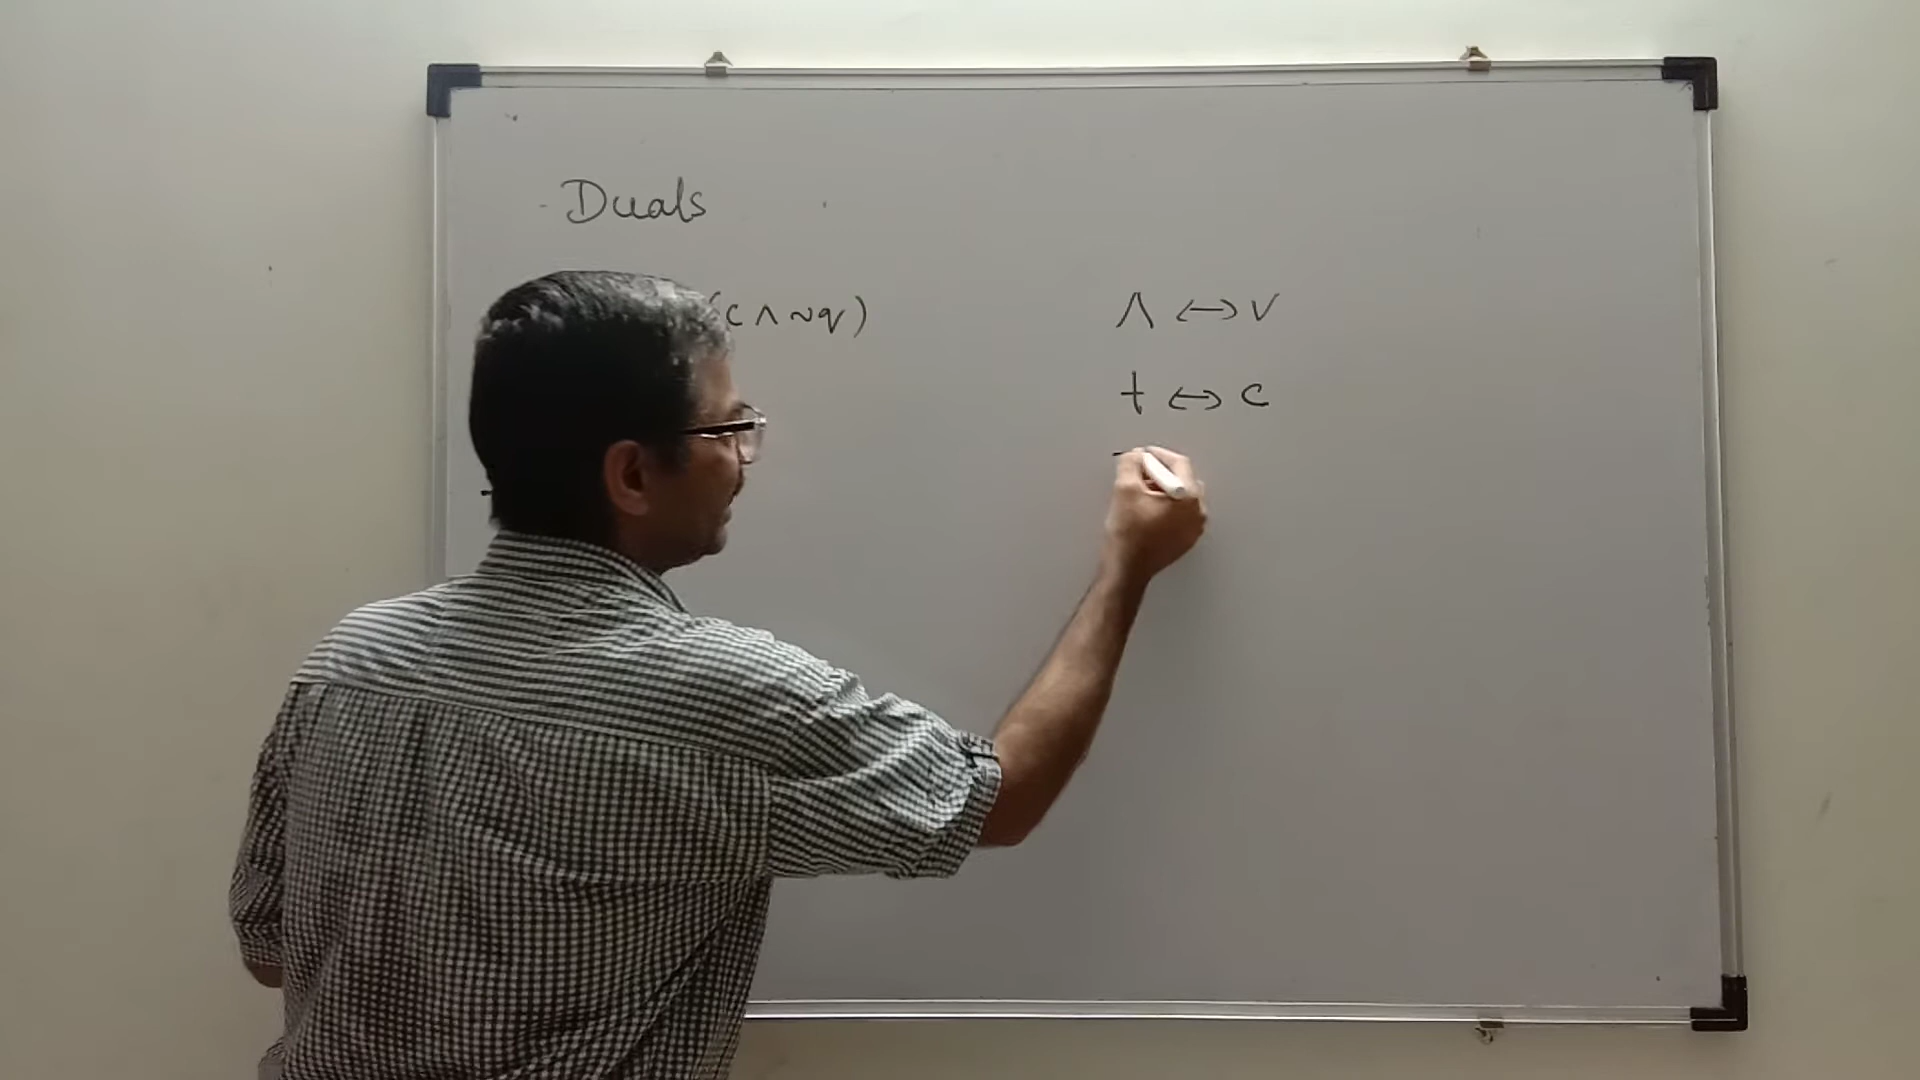 Duals
(c ∧ ~q)
∧ ↔ ∨
t ↔ c